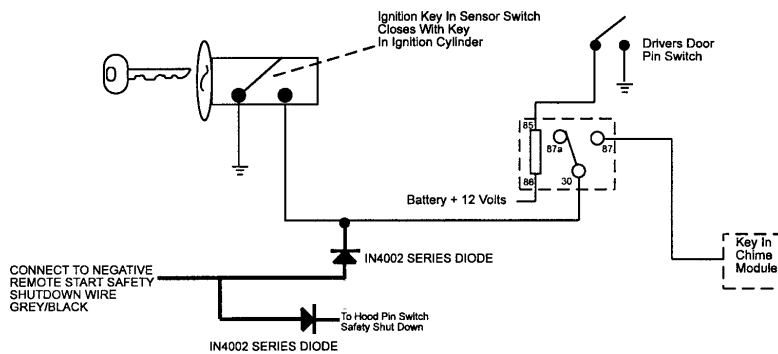 Ignition Key In Sensor Switch
Closes With Key
In Ignition Cylinder
Drivers Door
Pin Switch
85
87a
87
86
30
Battery + 12 Volts
IN4002 SERIES DIODE
Key In
Chime
Module
CONNECT TO NEGATIVE
REMOTE START SAFETY
SHUTDOWN WIRE
GREY/BLACK
To Hood Pin Switch
Safety Shut Down
IN4002 SERIES DIODE